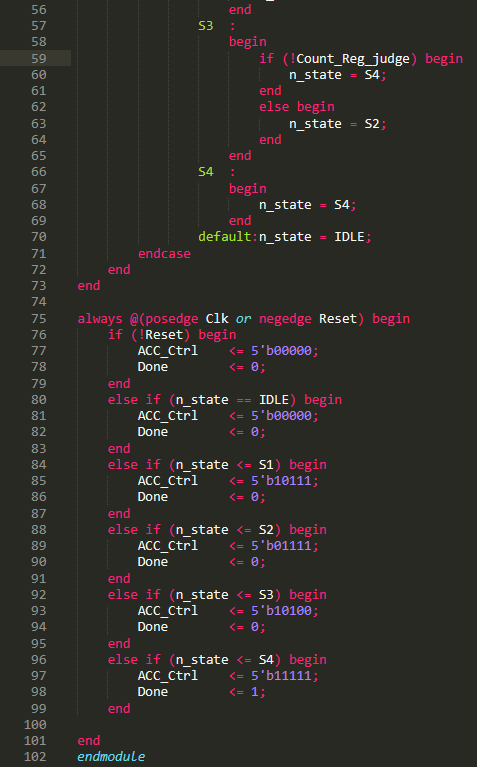 56 end
57 S3 :
58 begin
59 if (!Count_Reg_judge) begin
60 n_state = S4;
61 end
62 else begin
63 n_state = S2;
64 end
65 end
66 S4 :
67 begin
68 n_state = S4;
69 end
70 default:n_state = IDLE;
71 endcase
72 end
73 end
74
75 always @(posedge Clk or negedge Reset) begin
76 if (!Reset) begin
77 ACC_Ctrl <= 5'b00000;
78 Done <= 0;
79 end
80 else if (n_state == IDLE) begin
81 ACC_Ctrl <= 5'b00000;
82 Done <= 0;
83 end
84 else if (n_state <= S1) begin
85 ACC_Ctrl <= 5'b10111;
86 Done <= 0;
87 end
88 else if (n_state <= S2) begin
89 ACC_Ctrl <= 5'b01111;
90 Done <= 0;
91 end
92 else if (n_state <= S3) begin
93 ACC_Ctrl <= 5'b10100;
94 Done <= 0;
95 end
96 else if (n_state <= S4) begin
97 ACC_Ctrl <= 5'b11111;
98 Done <= 1;
99 end
100
101 end
102 endmodule